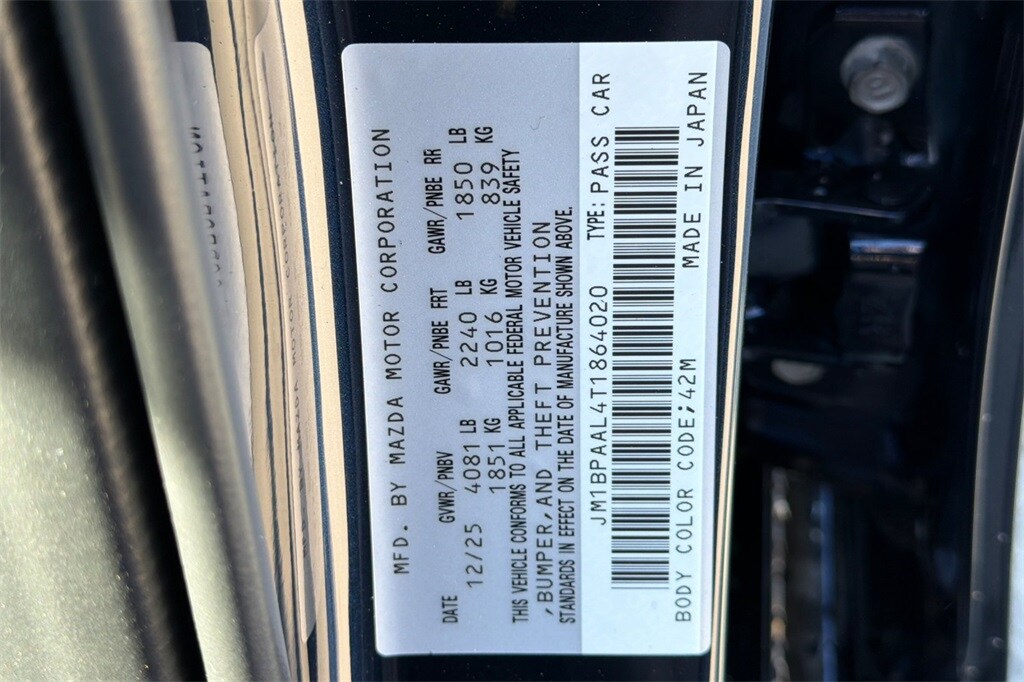 MFD. BY MAZDA MOTOR CORPORATION
DATE GVWR/PNBV GAWR/PNBE FRT GAWR/PNBE RR
12/25 4081 LB 2240 LB 1850 LB
1851 KG 1016 KG 839 KG
THIS VEHICLE CONFORMS TO ALL APPLICABLE FEDERAL MOTOR VEHICLE SAFETY
,BUMPER,AND THEFT PREVENTION
STANDARDS IN EFFECT ON THE DATE OF MANUFACTURE SHOWN ABOVE.
JM1BPAAL4T1864020 TYPE: PASS CAR
BODY COLOR CODE;42M MADE IN JAPAN